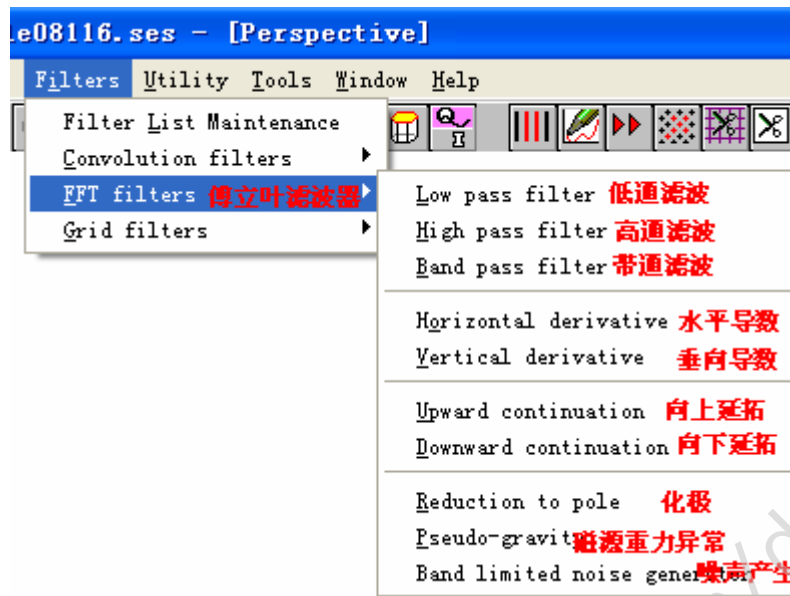 e08116.ses - [Perspective]
Filters Utility Tools Window Help
Filter List Maintenance
Convolution filters
FFT filters 傅立叶滤波器
Grid filters
Low pass filter 低通滤波
High pass filter 高通滤波
Band pass filter 带通滤波
Horizontal derivative 水平导数
Vertical derivative 垂向导数
Upward continuation 向上延拓
Downward continuation 向下延拓
Reduction to pole 化极
Pseudo-gravit 磁源重力异常
Band limited noise gener 噪声产生